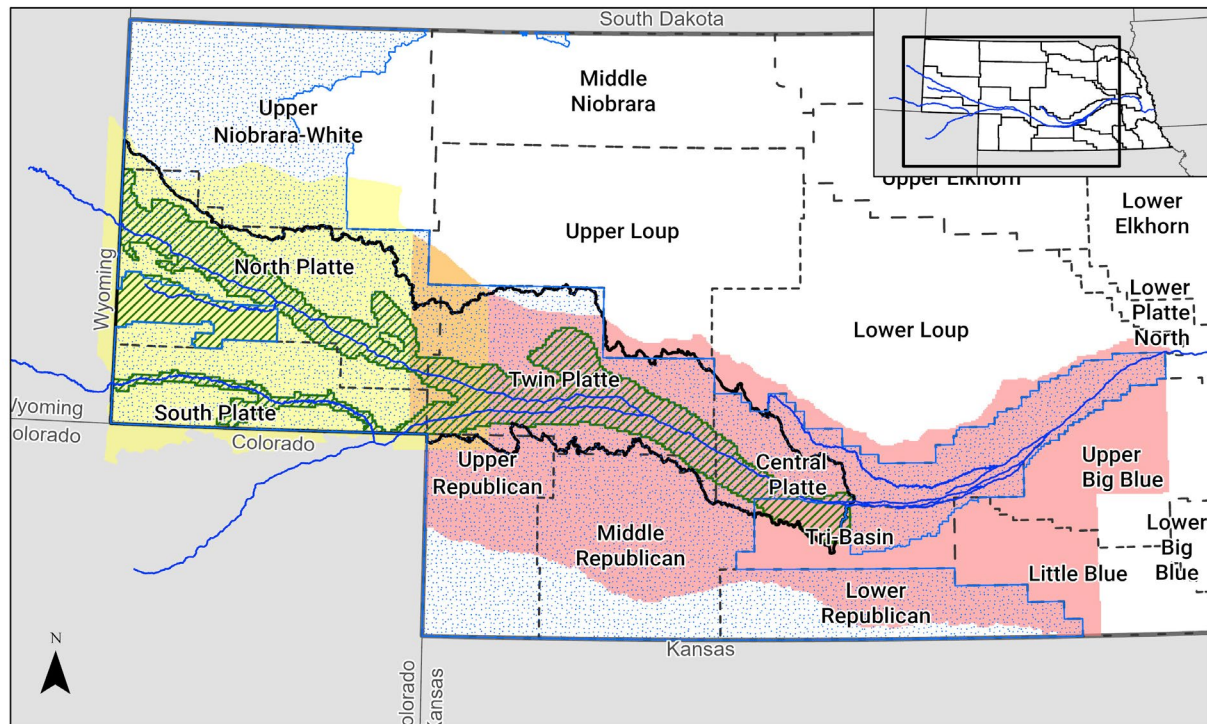 South Dakota
Middle
Niobrara
Upper
Niobrara-White
Upper Elkhorn
Lower
Elkhorn
Upper Loup
North Platte
Wyoming
Lower
Platte
North
Lower Loup
Twin Platte
South Platte
Wyoming
Colorado
olorado
Upper
Republican
Central
Platte
Upper
Big Blue
Tri-Basin
Middle
Republican
Lower
Big
Blue
Little Blue
Lower
Republican
N
Kansas
olorado
Kansas